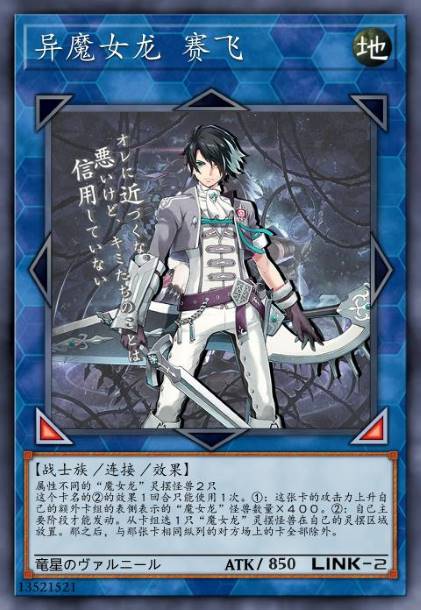 异魔女龙 赛飞
地
オレに近づくな
悪いけど、キミたちのことは
信用していない
【战士族／连接／效果】
属性不同的“魔女龙”灵摆怪兽２只
这个卡名的②的效果１回合只能使用１次。①：这张卡的攻击力上升自
己的额外卡组的表侧表示的“魔女龙”怪兽数量×４００。②：自己主
要阶段才能发动。从卡组选１只“魔女龙”灵摆怪兽在自己的灵摆区域
放置。那之后，与那张卡相同纵列的对方场上的卡全部除外。
竜星のヴァルニール
ATK/ 850
LINK-2
13521521